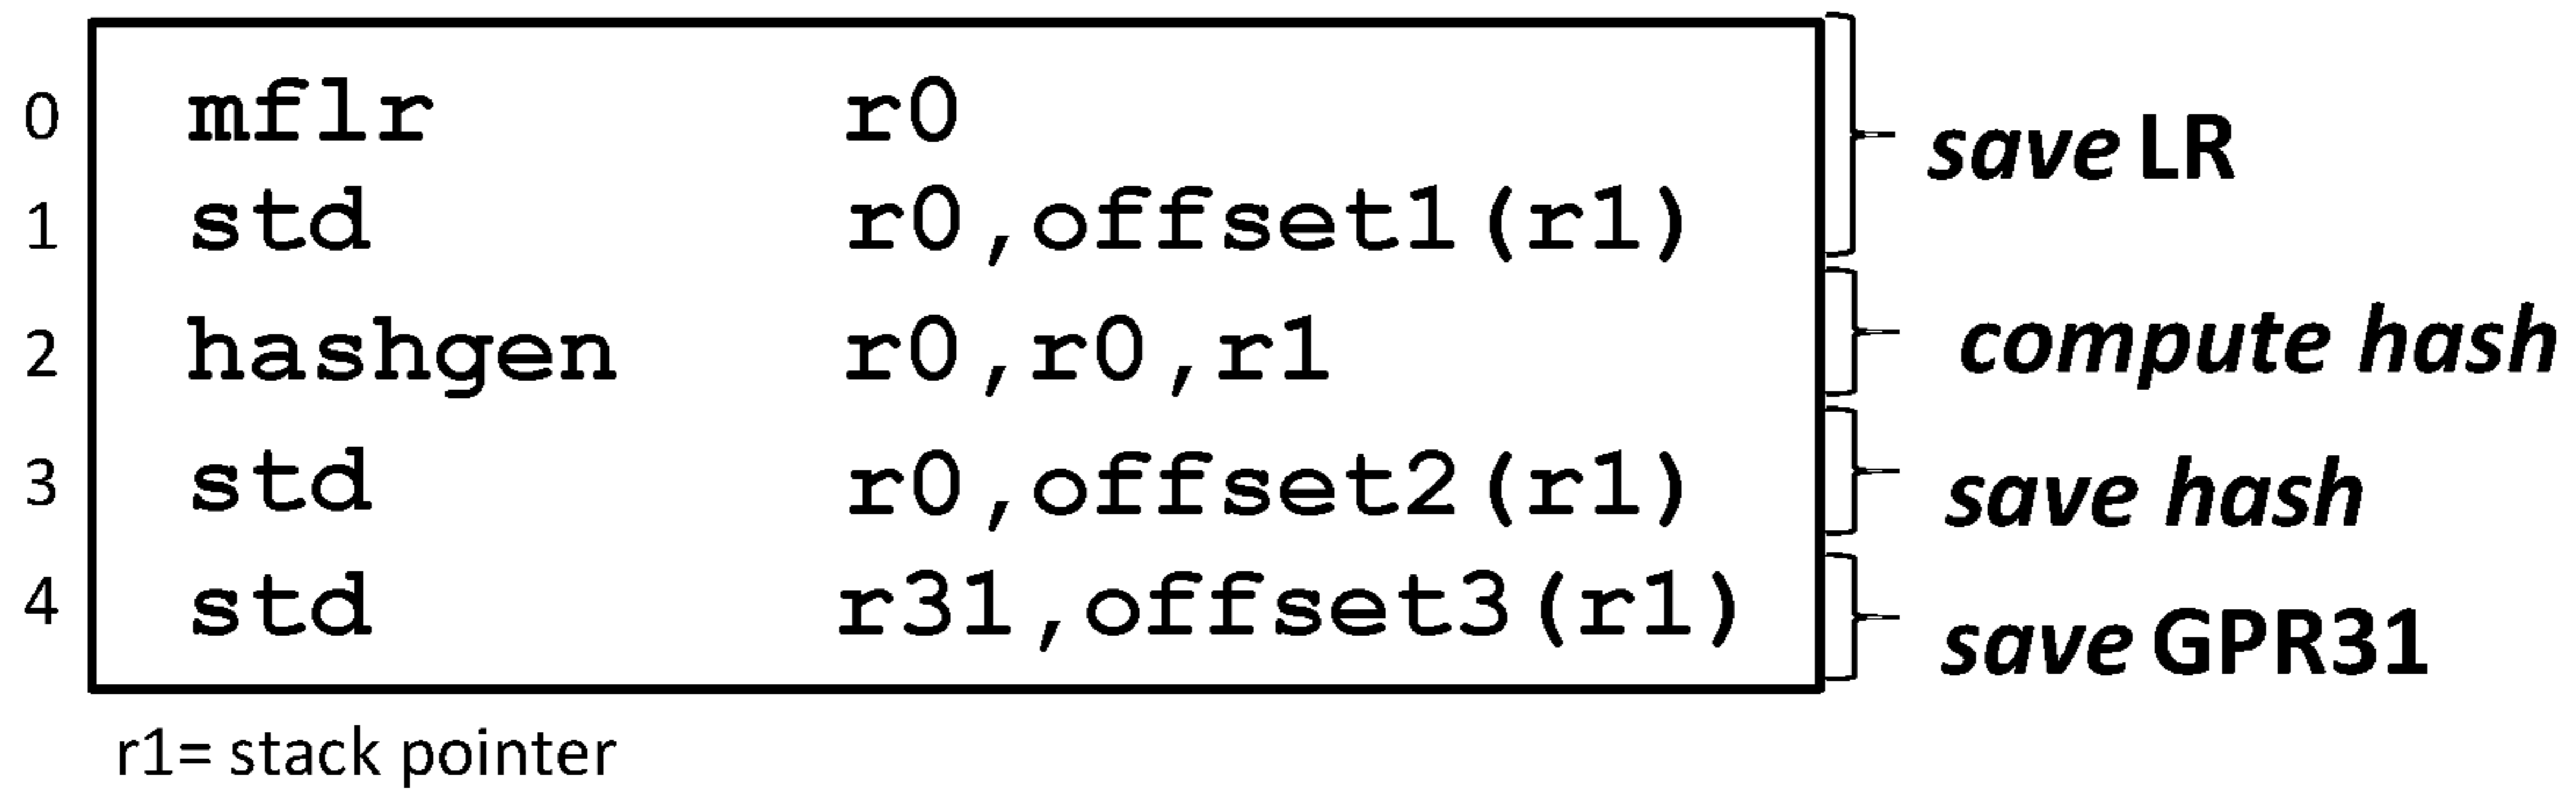 0 mflr r0
save LR
1 std r0,offset1(r1)
2 hashgen r0,r0,r1
compute hash
3 std r0,offset2(r1)
save hash
4 std r31,offset3(r1)
save GPR31
r1= stack pointer